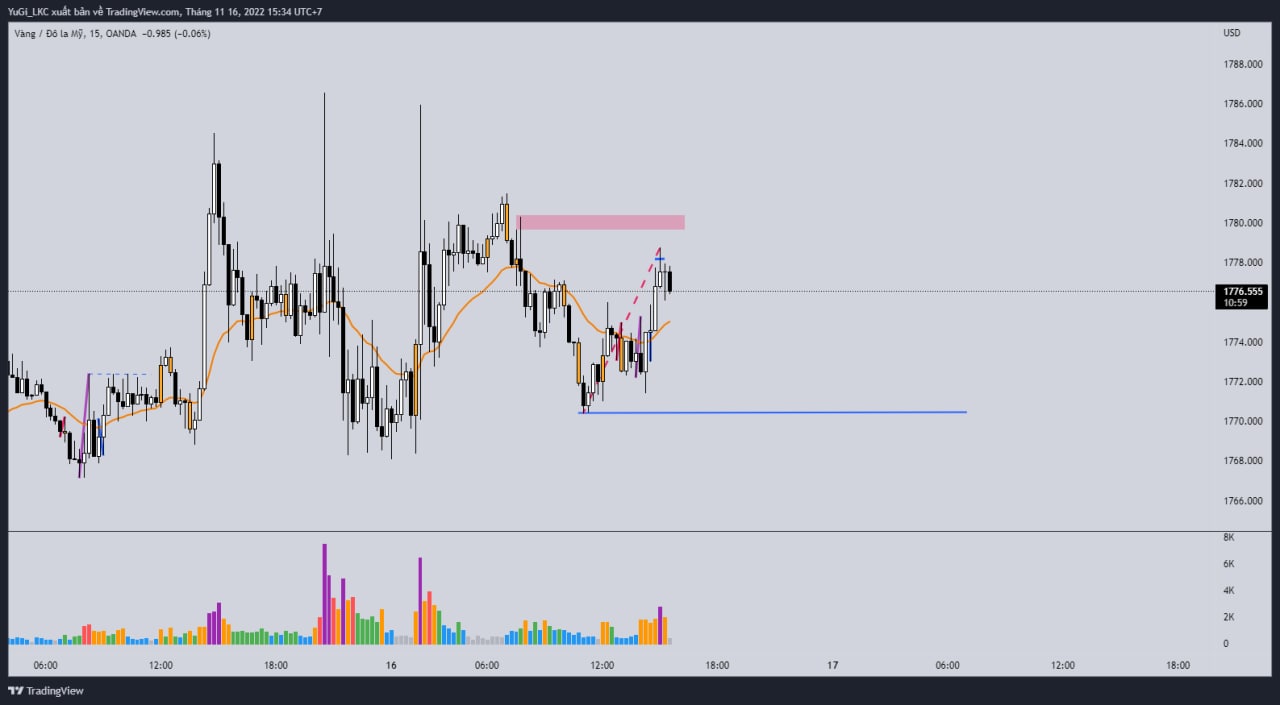 YuGi_LKC xuất bản về TradingView.com, Tháng 11 16, 2022 15:34 UTC+7
Vàng / Đô la Mỹ, 15, OANDA −0.985 (−0.06%)
USD
1788.000
1786.000
1784.000
1782.000
1780.000
1778.000
1776.555
10:59
1774.000
1772.000
1770.000
1768.000
1766.000
8K
6K
4K
2K
0
06:00 12:00 18:00 16 06:00 12:00 18:00 17 06:00 12:00 18:00
TradingView